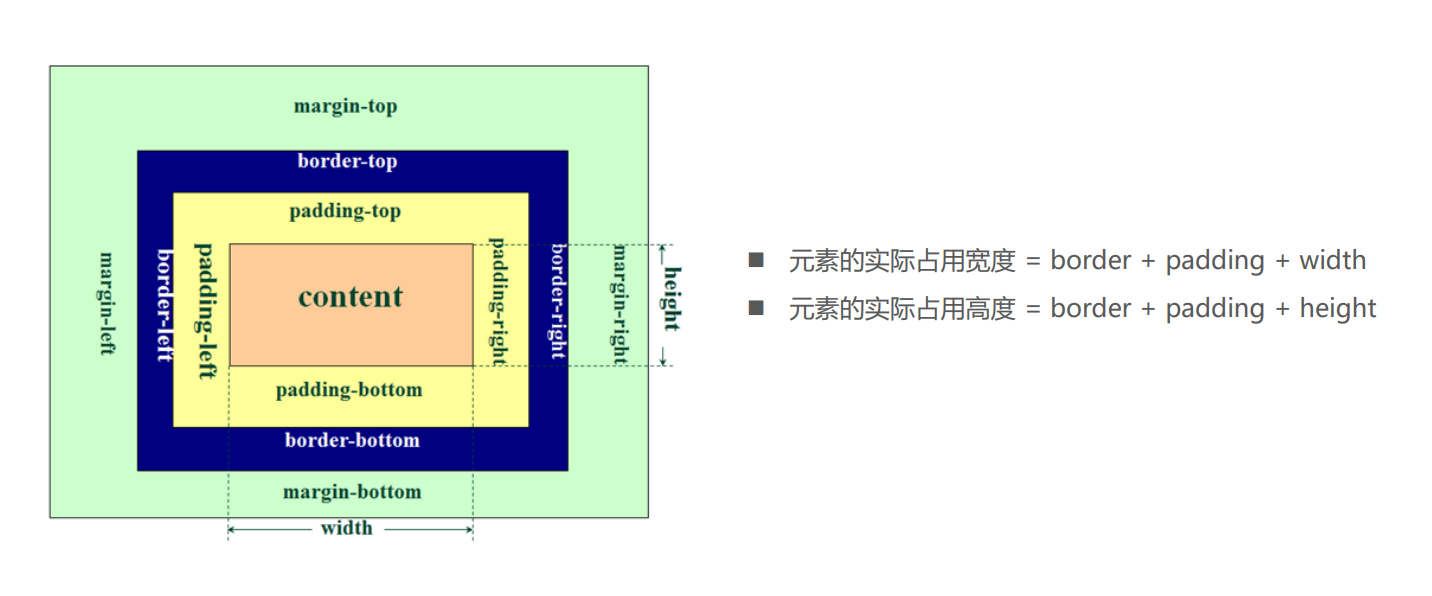 margin-top
border-top
padding-top
margin-left
border-left
padding-left
content
padding-right
border-right
margin-right
height
padding-bottom
border-bottom
margin-bottom
width
■ 元素的实际占用宽度 = border + padding + width
■ 元素的实际占用高度 = border + padding + height